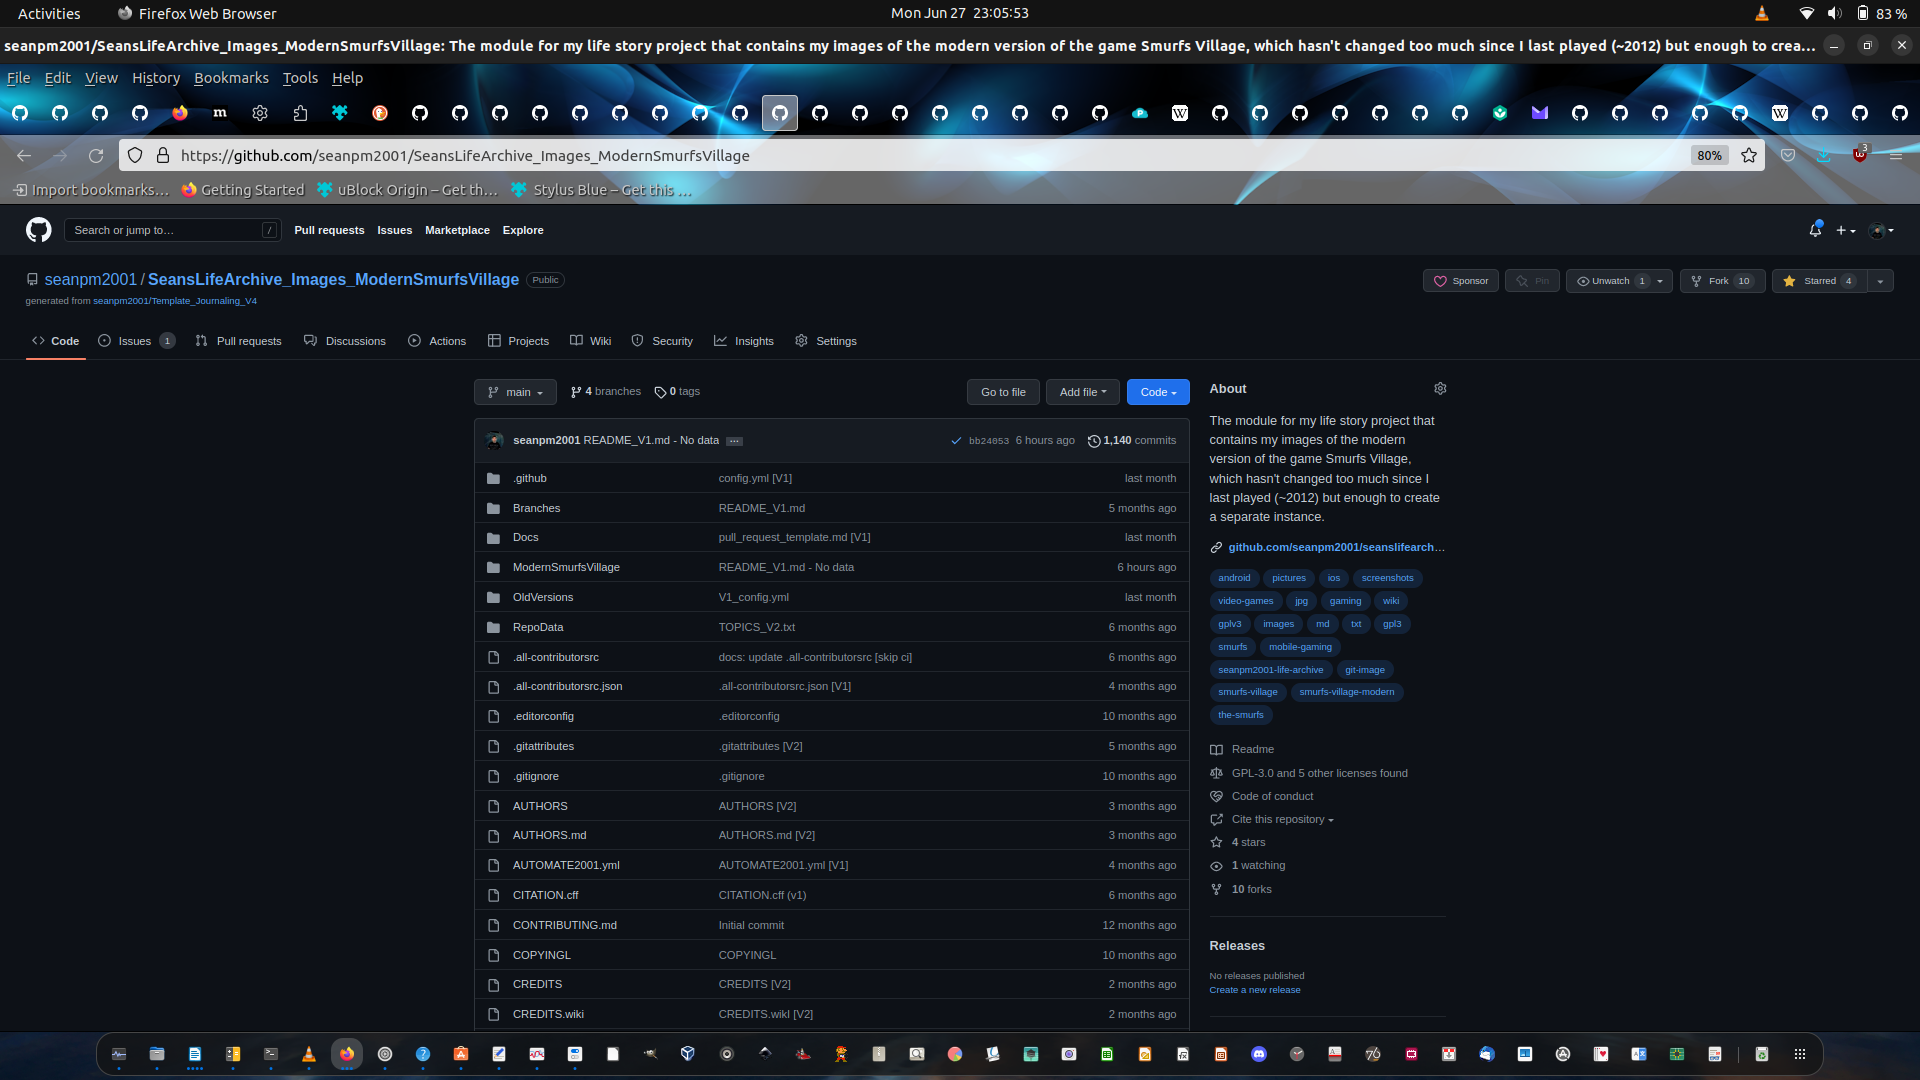 Activities Firefox Web Browser Mon Jun 27 23:05:53 83 %
seanpm2001/SeansLifeArchive_Images_ModernSmurfsVillage: The module for my life story project that contains my images of the modern version of the game Smurfs Village, which hasn't changed too much since I last played (~2012) but enough to crea…
File Edit View History Bookmarks Tools Help
https://github.com/seanpm2001/SeansLifeArchive_Images_ModernSmurfsVillage 80% 3
Import bookmarks… Getting Started uBlock Origin – Get th… Stylus Blue – Get this …
Search or jump to… / Pull requests Issues Marketplace Explore
seanpm2001 / SeansLifeArchive_Images_ModernSmurfsVillage Public Sponsor Pin Unwatch 1 Fork 10 Starred 4
generated from seanpm2001/Template_Journaling_V4
Code Issues 1 Pull requests Discussions Actions Projects Wiki Security Insights Settings
main 4 branches 0 tags Go to file Add file Code
seanpm2001 README_V1.md - No data ... bb24053 6 hours ago 1,140 commits
.github config.yml [V1] last month
Branches README_V1.md 5 months ago
Docs pull_request_template.md [V1] last month
ModernSmurfsVillage README_V1.md - No data 6 hours ago
OldVersions V1_config.yml last month
RepoData TOPICS_V2.txt 6 months ago
.all-contributorsrc docs: update .all-contributorsrc [skip ci] 6 months ago
.all-contributorsrc.json .all-contributorsrc.json [V1] 4 months ago
.editorconfig .editorconfig 10 months ago
.gitattributes .gitattributes [V2] 5 months ago
.gitignore .gitignore 10 months ago
AUTHORS AUTHORS [V2] 3 months ago
AUTHORS.md AUTHORS.md [V2] 3 months ago
AUTOMATE2001.yml AUTOMATE2001.yml [V1] 4 months ago
CITATION.cff CITATION.cff (v1) 6 months ago
CONTRIBUTING.md Initial commit 12 months ago
COPYINGL COPYINGL 10 months ago
CREDITS CREDITS [V2] 2 months ago
CREDITS.wiki CREDITS.wikI [V2] 2 months ago
About
The module for my life story project that
contains my images of the modern
version of the game Smurfs Village,
which hasn't changed too much since I
last played (~2012) but enough to create
a separate instance.
github.com/seanpm2001/seanslifearch…
android pictures ios screenshots
video-games jpg gaming wiki
gplv3 images md txt gpl3
smurfs mobile-gaming
seanpm2001-life-archive git-image
smurfs-village smurfs-village-modern
the-smurfs
Readme
GPL-3.0 and 5 other licenses found
Code of conduct
Cite this repository
4 stars
1 watching
10 forks
Releases
No releases published
Create a new release